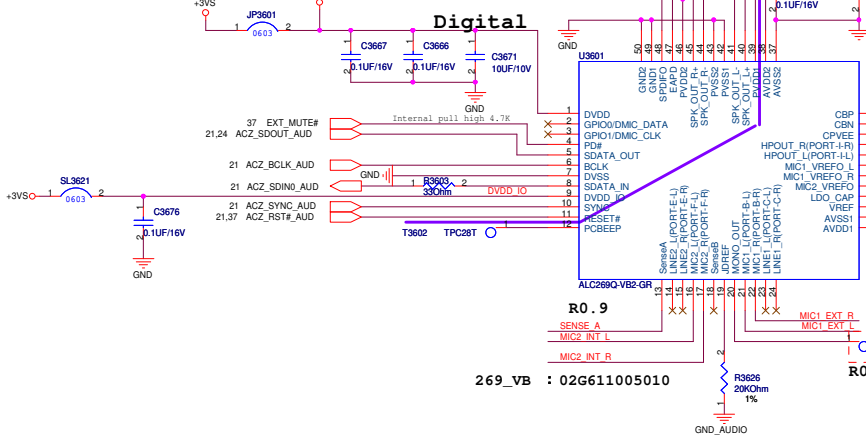 +3VS
JP3601
1 2
0603
Digital
0.1UF/16V
C3667
0.1UF/16V
C3666
0.1UF/16V
C3671
10UF/10V
GND
GND
U3601
50 49 48 47 46 45 44 43 42 41 40 39 38 37
GND2
GND1
SPDIFO
EAPD
PVDD2
SPK_OUT_R+
SPK_OUT_R-
PVSS2
PVSS1
SPK_OUT_L-
SPK_OUT_L+
PVDD1
AVDD2
AVSS2
37 EXT_MUTE#
Internal pull high 4.7K
21,24 ACZ_SDOUT_AUD
21 ACZ_BCLK_AUD
GND
21 ACZ_SDIN0_AUD
R3603
1 2
33Ohm
DVDD_IO
21 ACZ_SYNC_AUD
21,37 ACZ_RST#_AUD
T3602 TPC28T
1
1 DVDD
2 GPIO0/DMIC_DATA
3 GPIO1/DMIC_CLK
4 PD#
5 SDATA_OUT
6 BCLK
7 DVSS
8 SDATA_IN
9 DVDD_IO
10 SYNC
11 RESET#
12 PCBEEP
CBP
CBN
CPVEE
HPOUT_R(PORT-I-R)
HPOUT_L(PORT-I-L)
MIC1_VREFO_L
MIC1_VREFO_R
MIC2_VREFO
LDO_CAP
VREF
AVSS1
AVDD1
SL3621
+3VS 1 2
0603
C3676
0.1UF/16V
GND
SenseA
LINE2_L(PORT-E-L)
LINE2_R(PORT-E-R)
MIC2_L(PORT-F-L)
MIC2_R(PORT-F-R)
SenseB
JDREF
MONO_OUT
MIC1_L(PORT-B-L)
MIC1_R(PORT-B-R)
LINE1_L(PORT-C-L)
LINE1_R(PORT-C-R)
ALC269Q-VB2-GR
13 14 15 16 17 18 19 20 21 22 23 24
R0.9
SENSE_A
MIC2_INT_L
MIC2_INT_R
MIC1_EXT_R
MIC1_EXT_L
R0
269_VB : 02G611005010
2
R3626
20KOhm
1%
1
GND_AUDIO